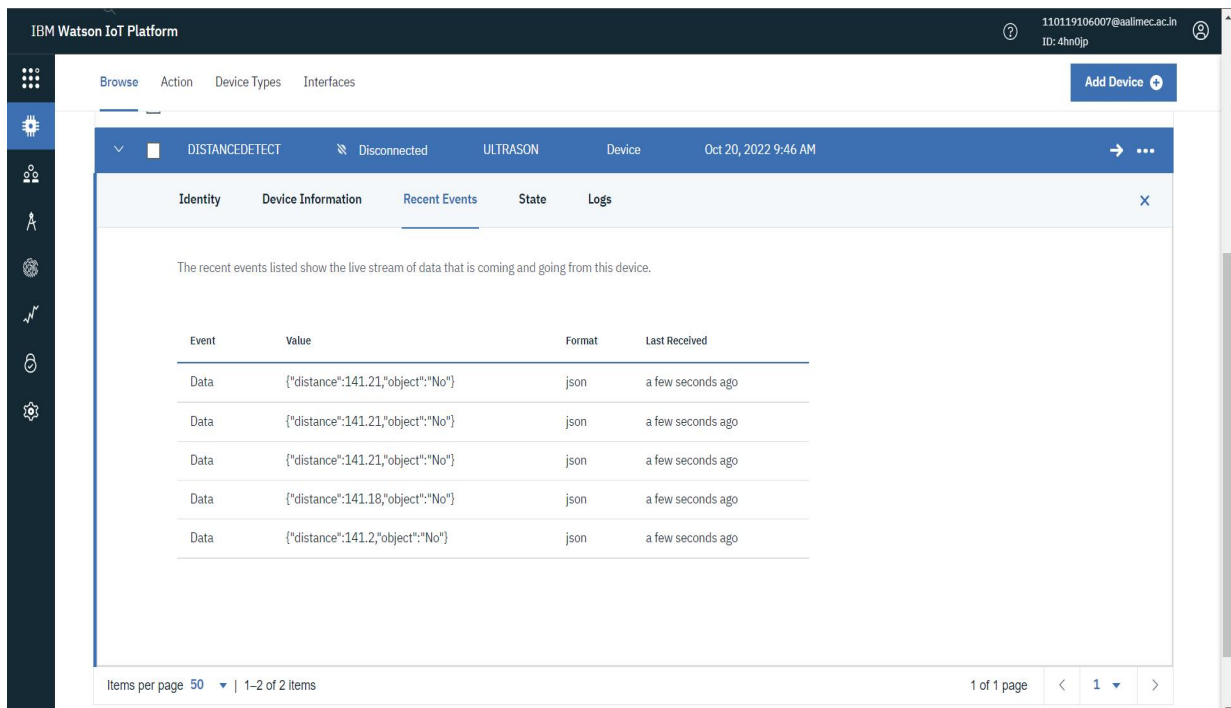 IBM Watson IoT Platform
110119106007@aalimec.ac.in
ID: 4hn0jp
Browse Action Device Types Interfaces
Add Device
DISTANCEDETECT Disconnected ULTRASON Device Oct 20, 2022 9:46 AM
Identity Device Information Recent Events State Logs
The recent events listed show the live stream of data that is coming and going from this device.
Event Value Format Last Received
Data {"distance":141.21,"object":"No"} json a few seconds ago
Data {"distance":141.21,"object":"No"} json a few seconds ago
Data {"distance":141.21,"object":"No"} json a few seconds ago
Data {"distance":141.18,"object":"No"} json a few seconds ago
Data {"distance":141.2,"object":"No"} json a few seconds ago
Items per page 50 | 1–2 of 2 items 1 of 1 page 1